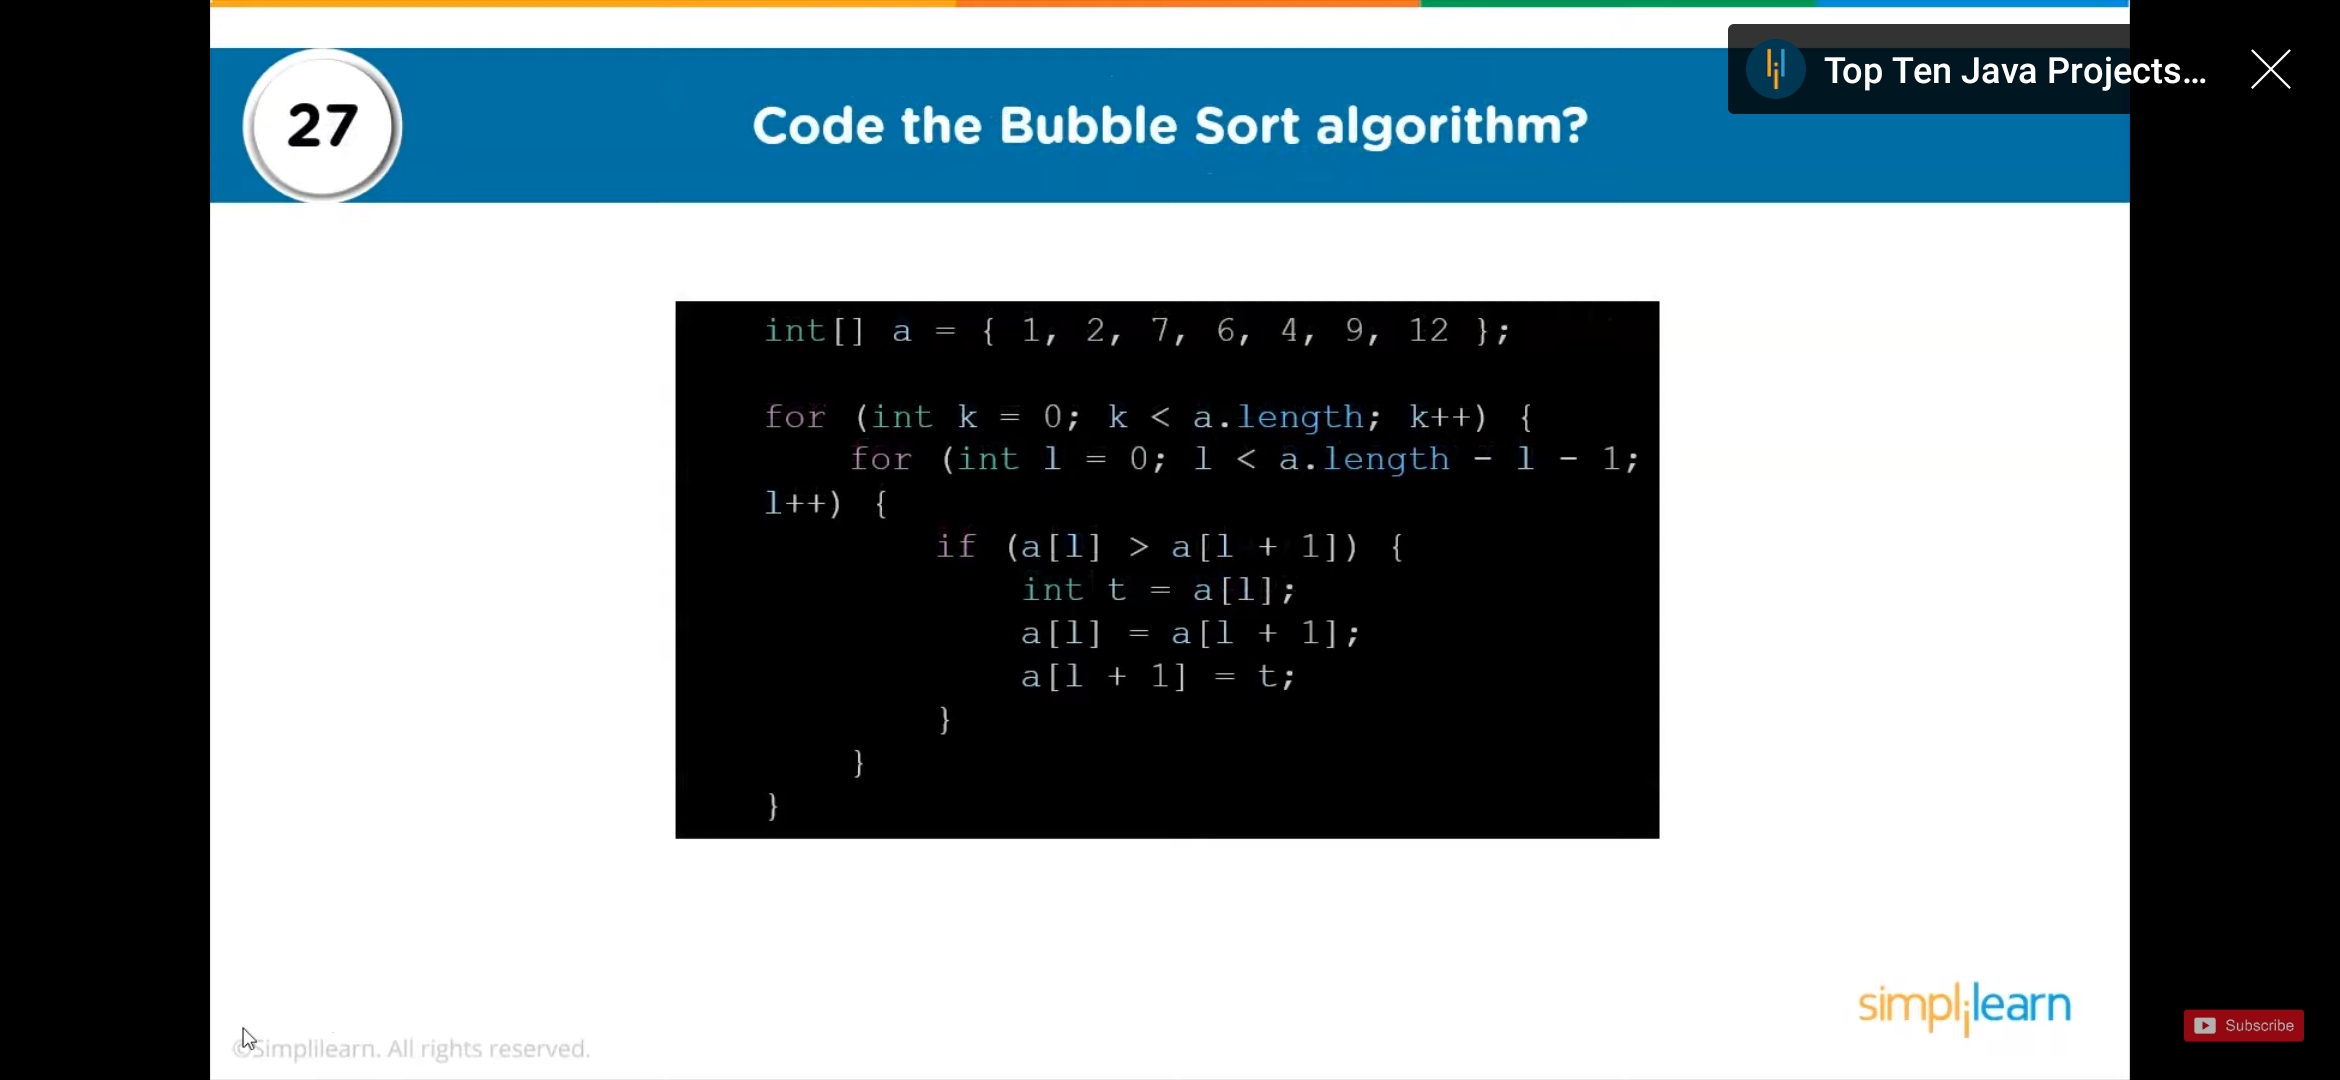 Top Ten Java Projects...
27
Code the Bubble Sort algorithm?
int[] a = { 1, 2, 7, 6, 4, 9, 12 };
for (int k = 0; k < a.length; k++) {
for (int l = 0; l < a.length - l - 1;
l++) {
if (a[l] > a[l + 1]) {
int t = a[l];
a[l] = a[l + 1];
a[l + 1] = t;
}
}
}
simplilearn
©Simplilearn. All rights reserved.
Subscribe